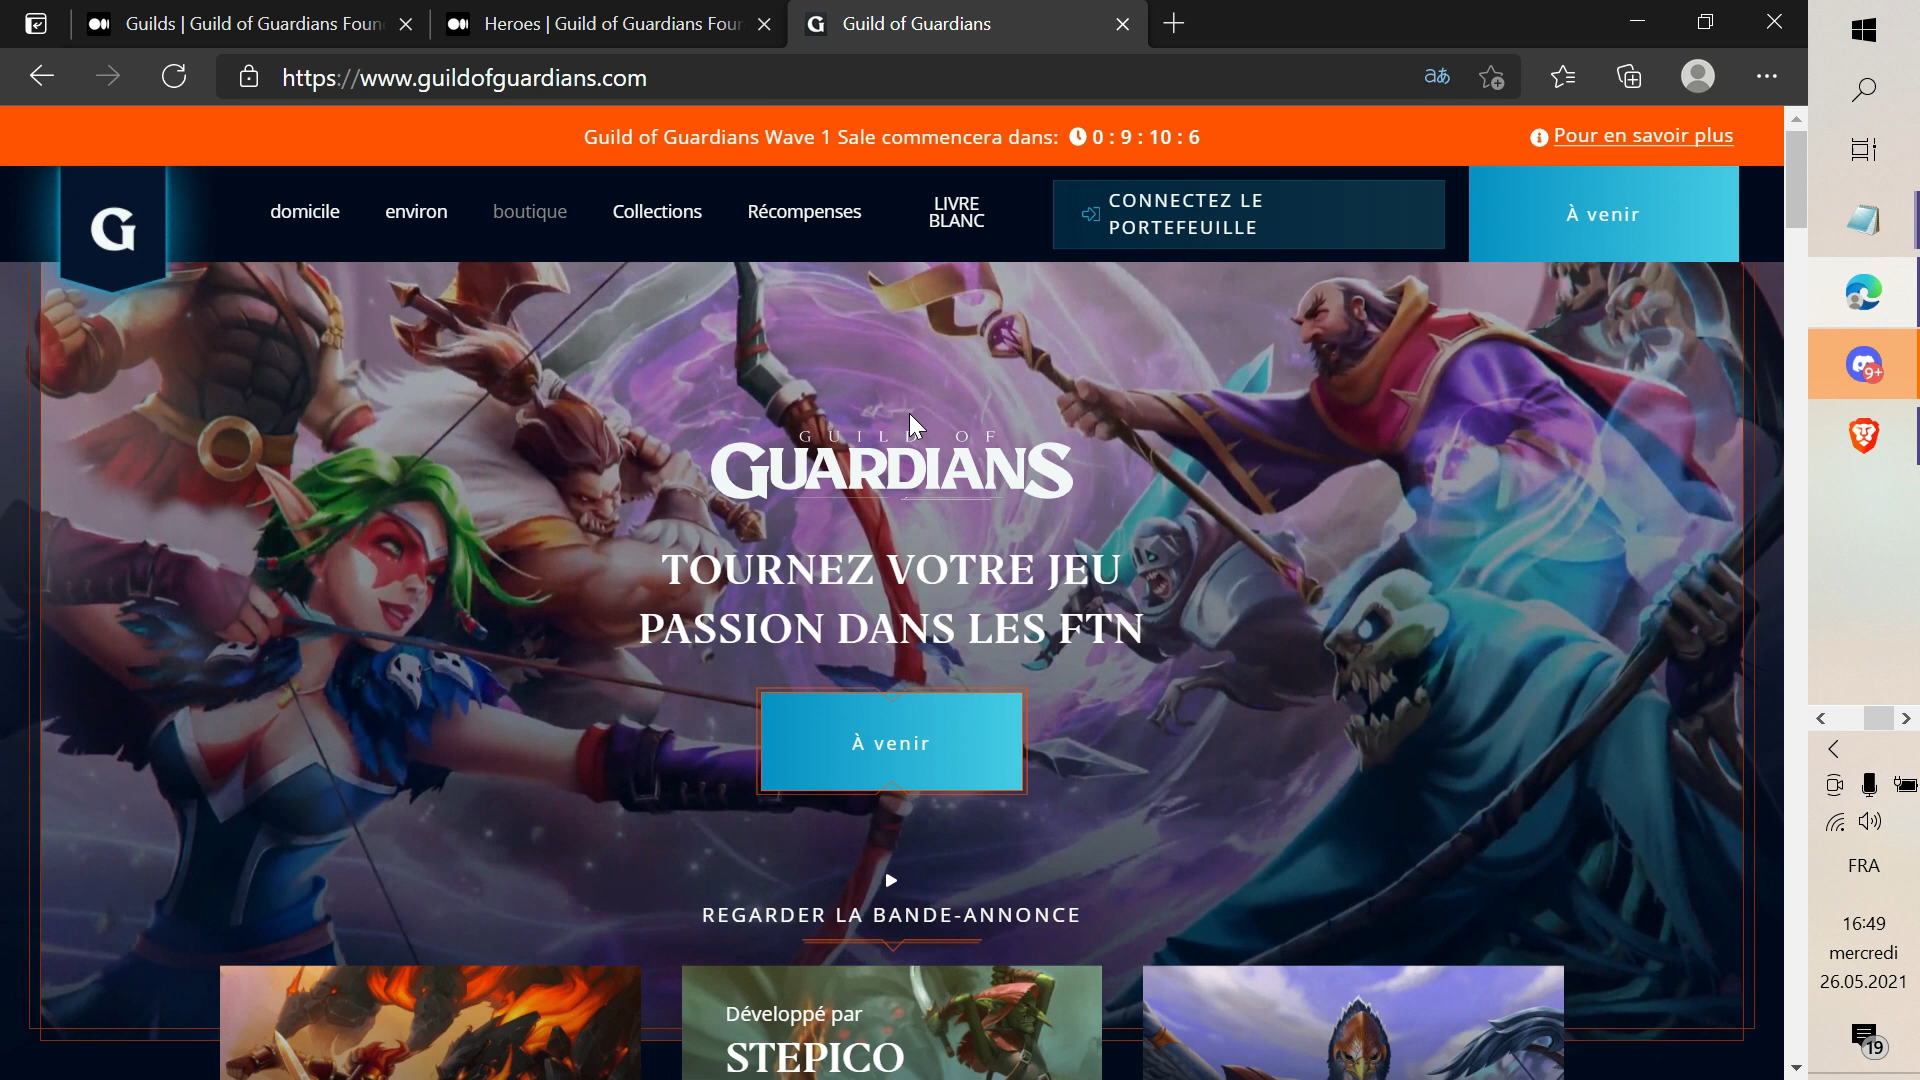 Guilds | Guild of Guardians Foun
Heroes | Guild of Guardians Four
Guild of Guardians
https://www.guildofguardians.com
Guild of Guardians Wave 1 Sale commencera dans: 0 : 9 : 10 : 6
Pour en savoir plus
domicile
environ
boutique
Collections
Récompenses
LIVRE
BLANC
CONNECTEZ LE
PORTEFEUILLE
À venir
GUILD OF
GUARDIANS
TOURNEZ VOTRE JEU
PASSION DANS LES FTN
À venir
REGARDER LA BANDE-ANNONCE
Développé par
STEPICO
9+
FRA
16:49
mercredi
26.05.2021
19